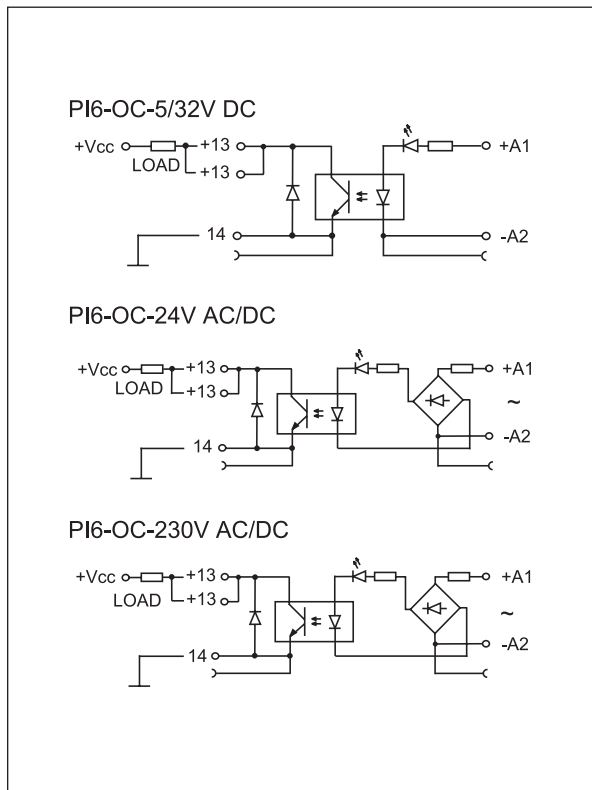 PI6-OC-5/32V DC
+Vcc LOAD +13 +A1
+13
14 -A2
PI6-OC-24V AC/DC
+Vcc LOAD +13 +A1
+13 ~
14 -A2
PI6-OC-230V AC/DC
+Vcc LOAD +13 +A1
+13 ~
14 -A2